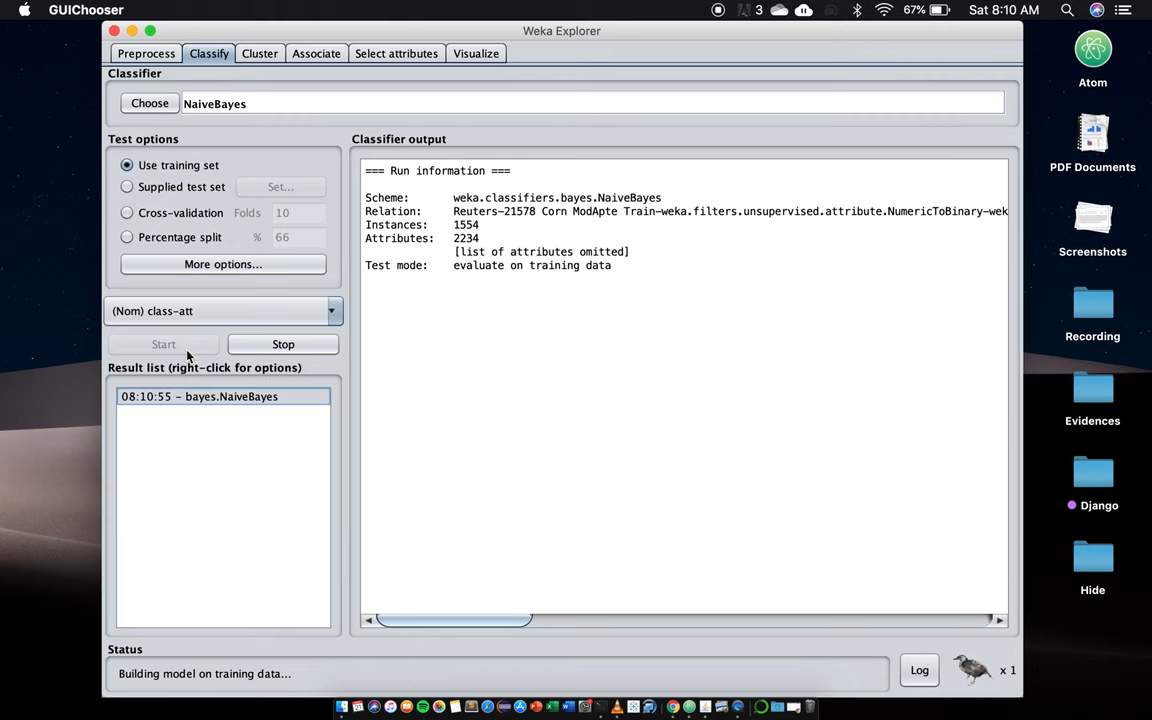 GUIChooser
3
67%
Sat 8:10 AM
Weka Explorer
Preprocess
Classify
Cluster
Associate
Select attributes
Visualize
Classifier
Choose
NaiveBayes
Test options
Use training set
Supplied test set
Set...
Cross-validation Folds 10
Percentage split % 66
More options...
(Nom) class-att
Start
Stop
Result list (right-click for options)
08:10:55 - bayes.NaiveBayes
Classifier output
=== Run information ===
Scheme: weka.classifiers.bayes.NaiveBayes
Relation: Reuters-21578 Corn ModApte Train-weka.filters.unsupervised.attribute.NumericToBinary-wek
Instances: 1554
Attributes: 2234
[list of attributes omitted]
Test mode: evaluate on training data
Status
Building model on training data...
Log
x 1
Atom
PDF Documents
Screenshots
Recording
Evidences
Django
Hide